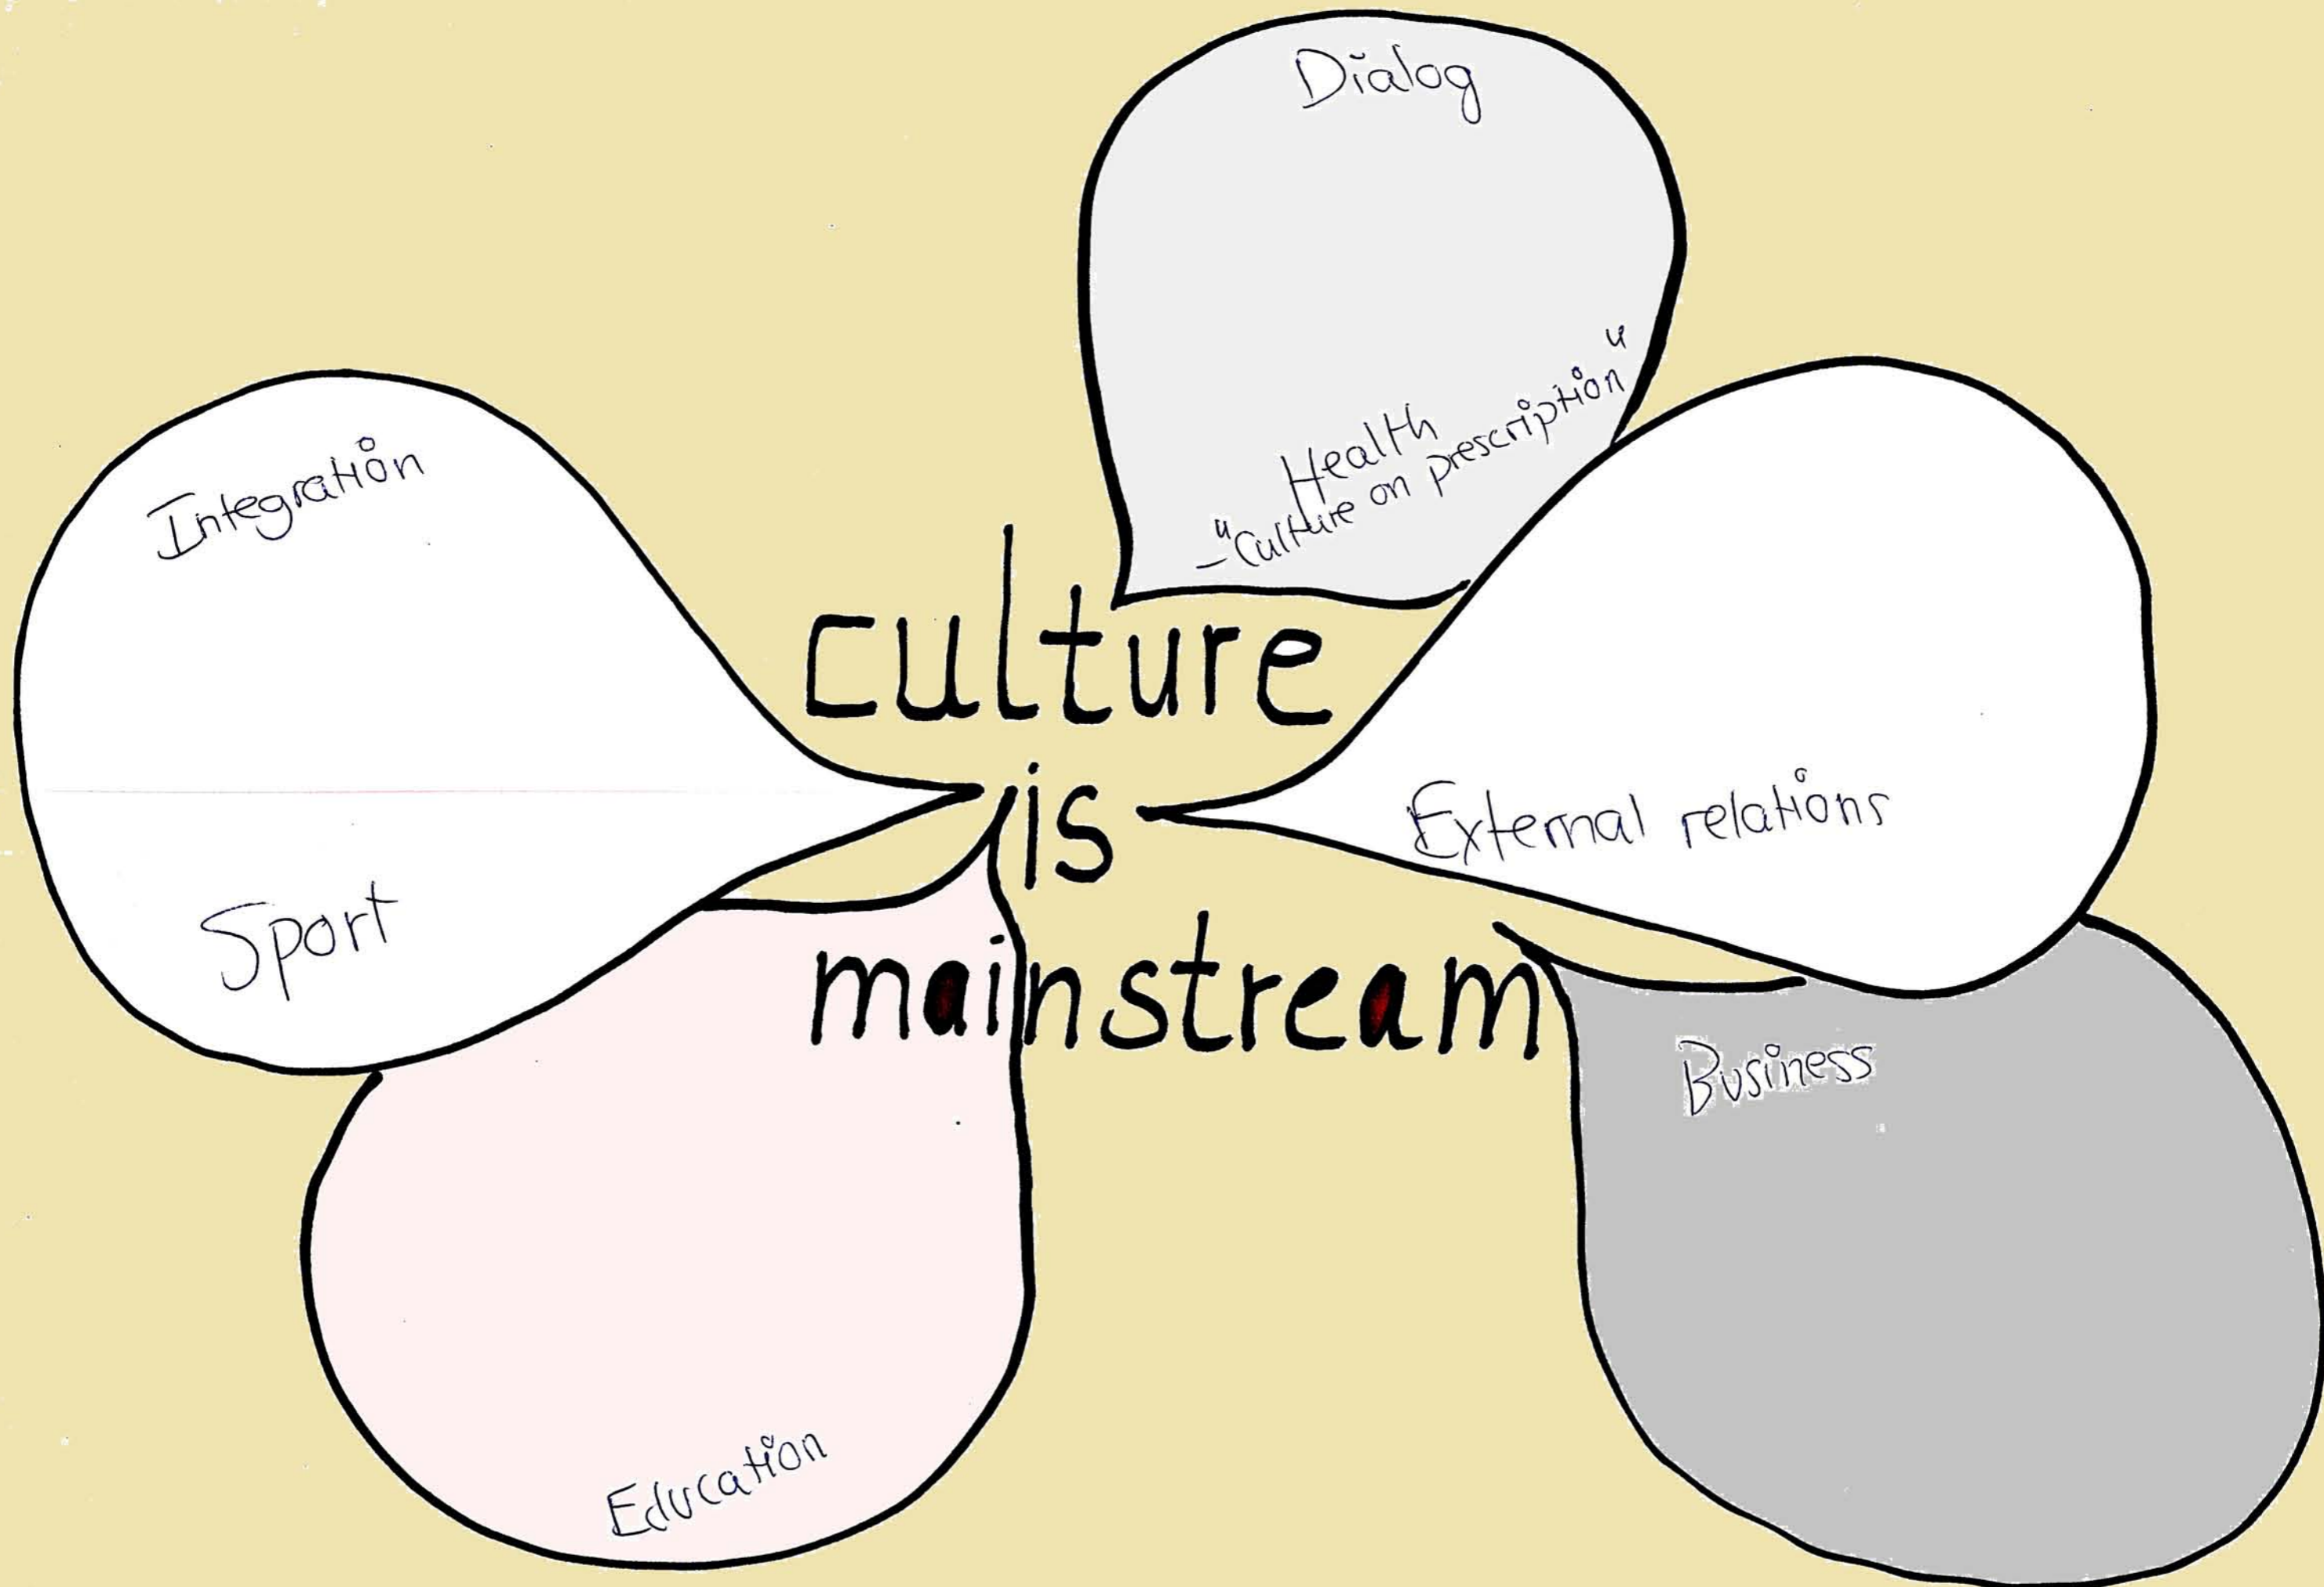 Dialog
Health
- "Culture on prescription"
Integration
Sport
culture
is
mainstream
External relations
Business
Education